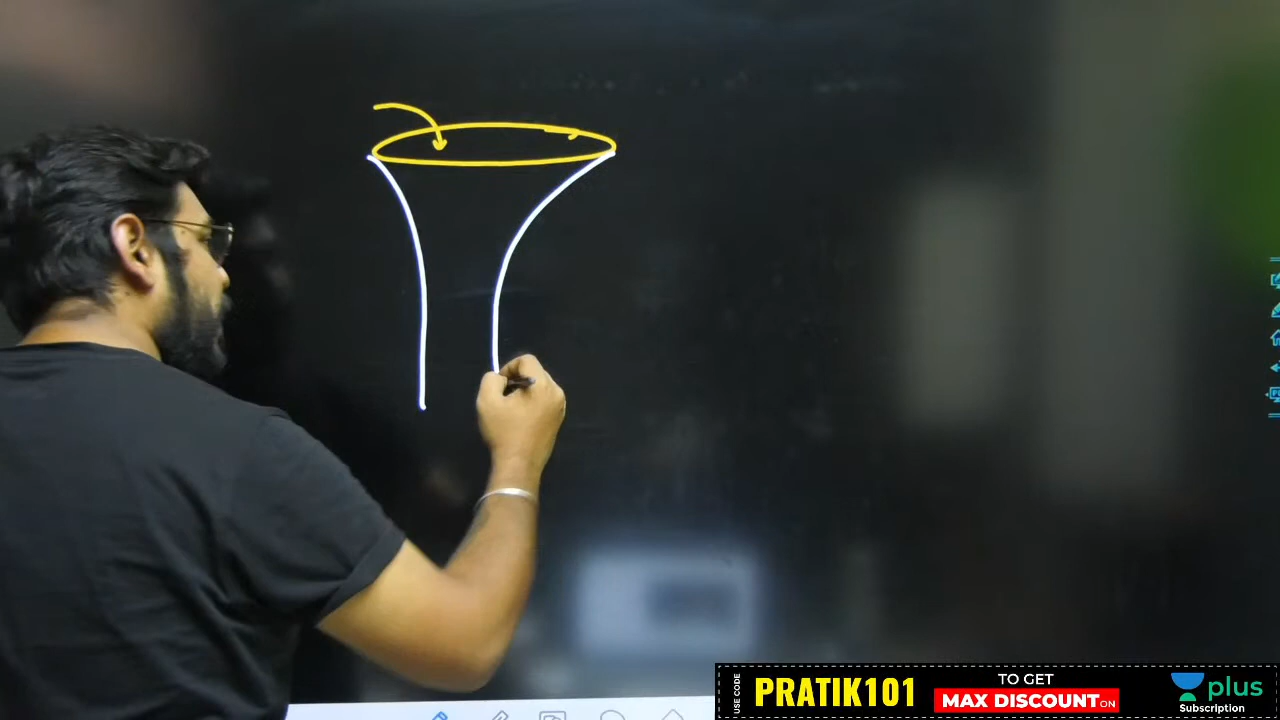 USE CODE
PRATIK101
TO GET
MAX DISCOUNT ON
plus
Subscription